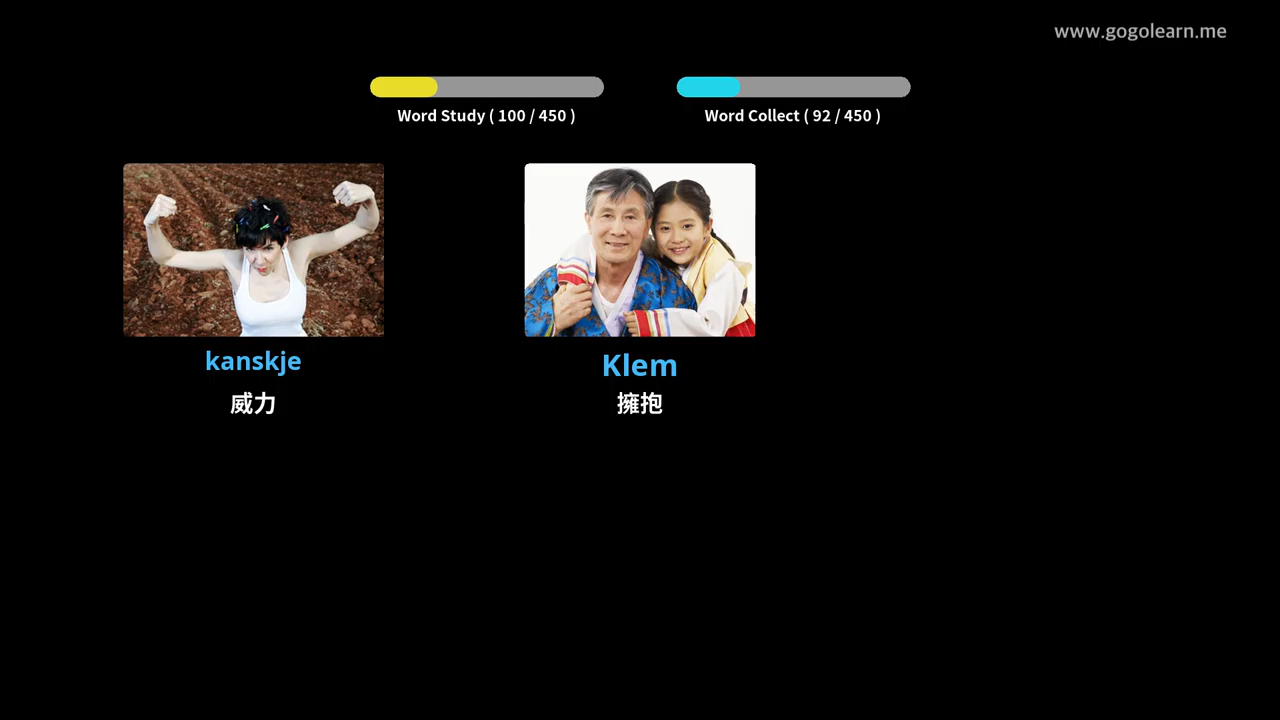 www.gogolearn.me
Word Study ( 100 / 450 )
Word Collect ( 92 / 450 )
kanskje
威力
Klem
擁抱